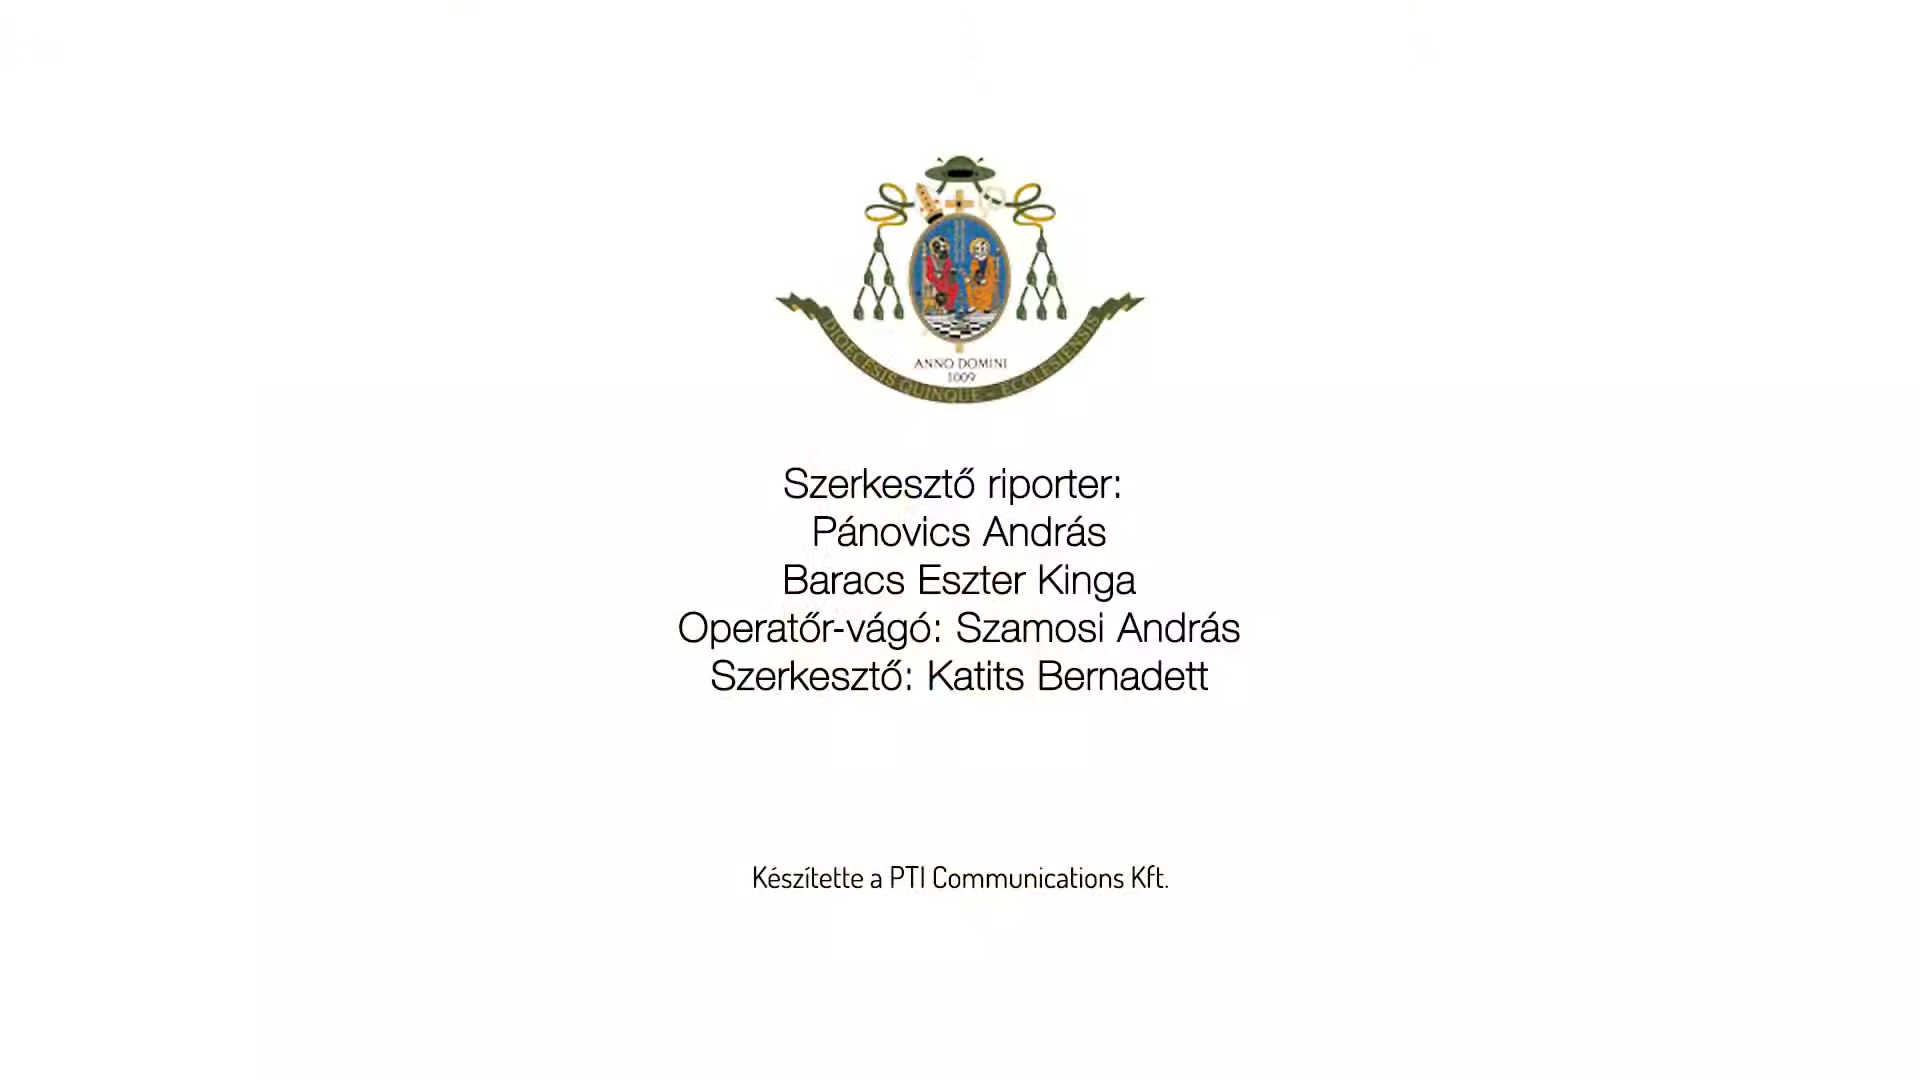 ANNO DOMINI
1009
DIOECESIS QUINQUE - ECCLESIENSIS
Szerkesztő riporter:
Pánovics András
Baracs Eszter Kinga
Operatőr-vágó: Szamosi András
Szerkesztő: Katits Bernadett
Készítette a PTI Communications Kft.